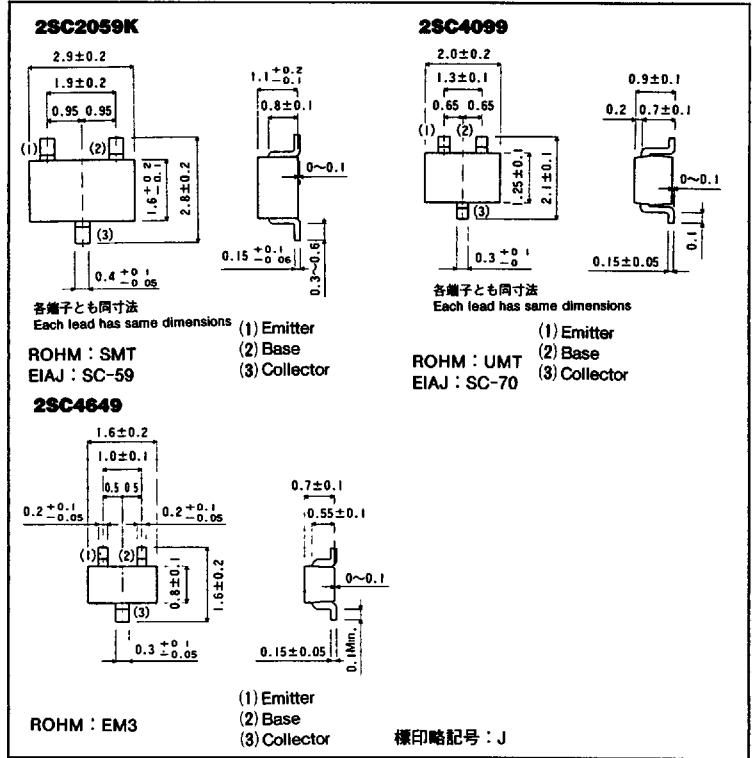 2SC2059K
2.9±0.2
1.9±0.2
0.95 0.95
(1)
(2)
(3)
1.6 +0.2 -0.1
2.8±0.2
0.4 +0.1 -0.05
1.1 +0.2 -0.1
0.8±0.1
0~0.1
0.15 +0.1 -0.06
0.3~0.6
各端子とも同寸法
Each lead has same dimensions
ROHM : SMT
EIAJ : SC-59
(1) Emitter
(2) Base
(3) Collector
2SC4099
2.0±0.2
1.3±0.1
0.65 0.65
(1)
(2)
(3)
1.25±0.1
2.1±0.1
0.3 +0.1 -0
0.9±0.1
0.2
0.7±0.1
0~0.1
0.15±0.05
0.1
各端子とも同寸法
Each lead has same dimensions
ROHM : UMT
EIAJ : SC-70
(1) Emitter
(2) Base
(3) Collector
2SC4649
1.6±0.2
1.0±0.1
0.5 0.5
0.2 +0.1 -0.05
0.2 +0.1 -0.05
(1)
(2)
(3)
0.8±0.1
1.6±0.2
0.3 +0.1 -0.05
0.7±0.1
0.55±0.1
0~0.1
0.15±0.05
0.1Min.
ROHM : EM3
(1) Emitter
(2) Base
(3) Collector
標印略記号 : J